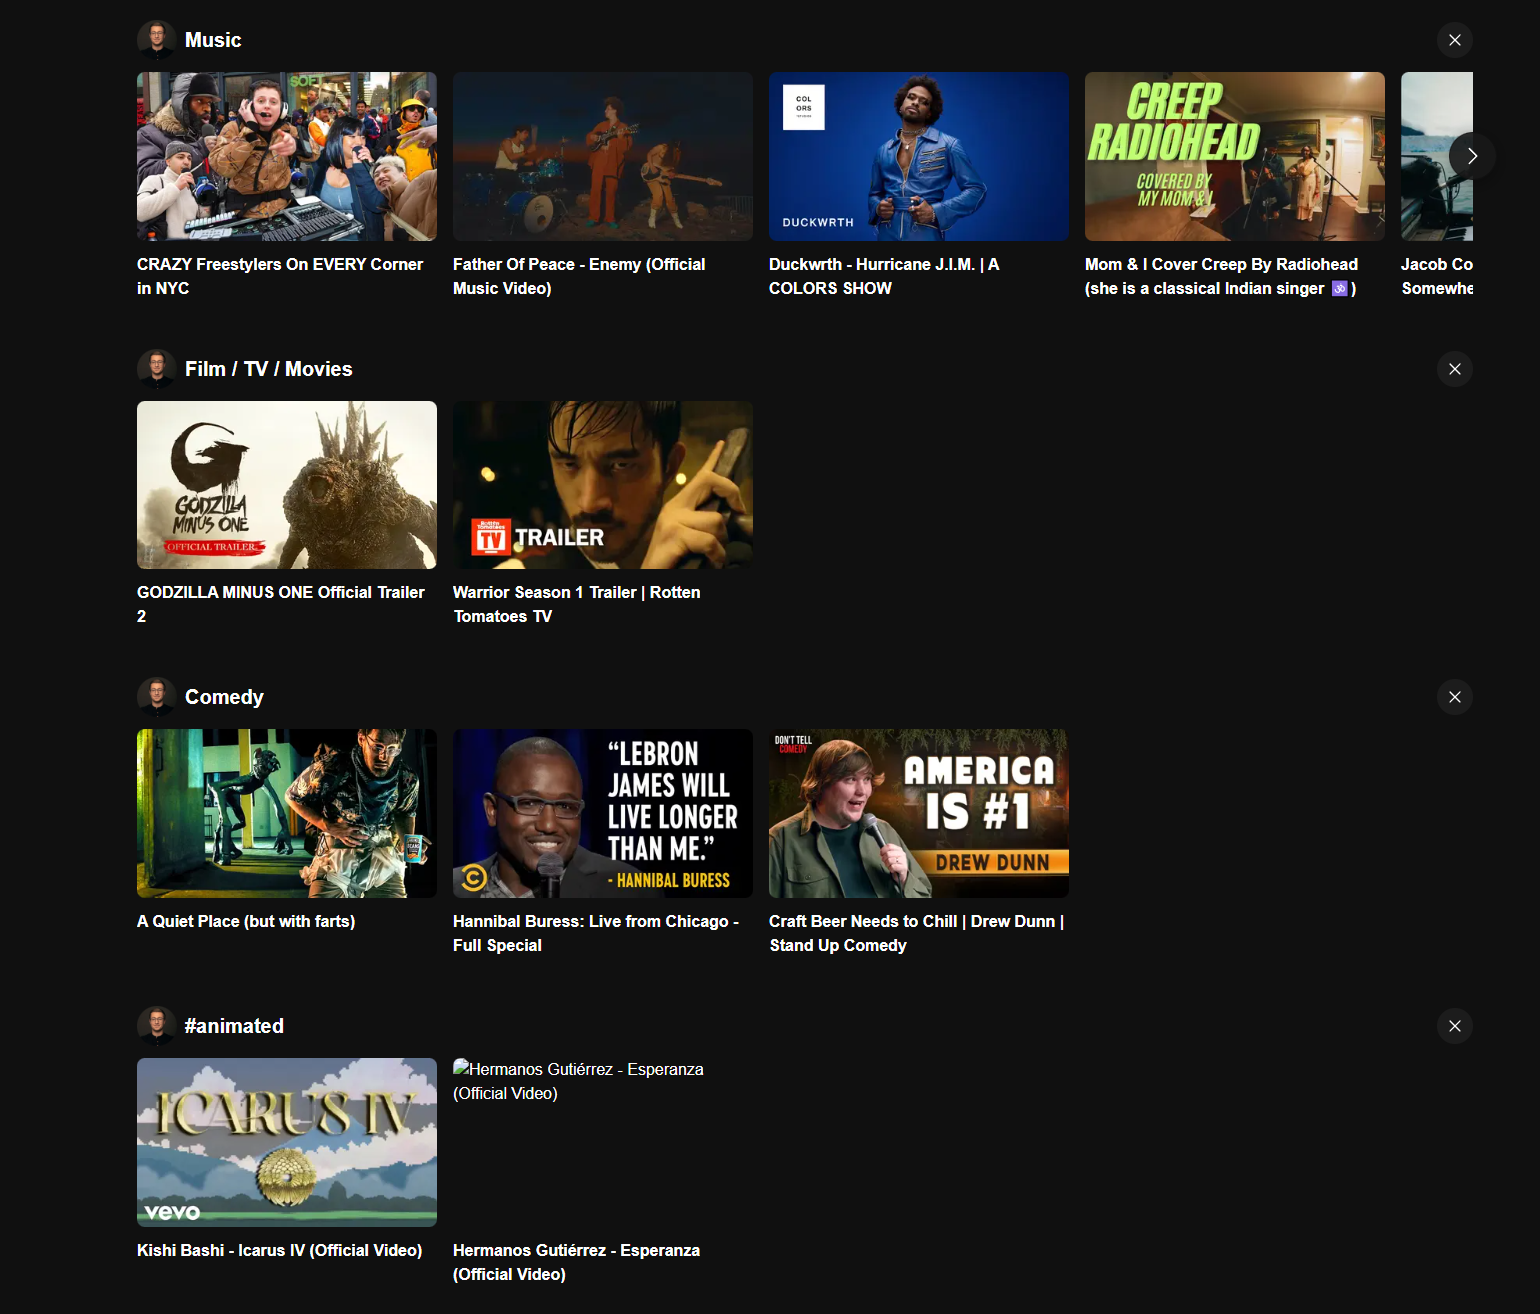 Music
SOFT
COL
ORS
DUCKWRTH
CREEP
RADIOHEAD
COVERED BY
MY MOM & I
CRAZY Freestylers On EVERY Corner
in NYC
Father Of Peace - Enemy (Official
Music Video)
Duckwrth - Hurricane J.I.M. | A
COLORS SHOW
Mom & I Cover Creep By Radiohead
(she is a classical Indian singer 🕉)
Jacob Co
Somewhe
Film / TV / Movies
GODZILLA
MINUS ONE
OFFICIAL TRAILER
Rotten
Tomatoes
TV TRAILER
GODZILLA MINUS ONE Official Trailer
2
Warrior Season 1 Trailer | Rotten
Tomatoes TV
Comedy
BEANS
“LEBRON
JAMES WILL
LIVE LONGER
THAN ME.”
- HANNIBAL BURESS
DON'T TELL
COMEDY
AMERICA
IS #1
DREW DUNN
A Quiet Place (but with farts)
Hannibal Buress: Live from Chicago -
Full Special
Craft Beer Needs to Chill | Drew Dunn |
Stand Up Comedy
#animated
ICARUS IV
vevo
Hermanos Gutiérrez - Esperanza
(Official Video)
Kishi Bashi - Icarus IV (Official Video)
Hermanos Gutiérrez - Esperanza
(Official Video)